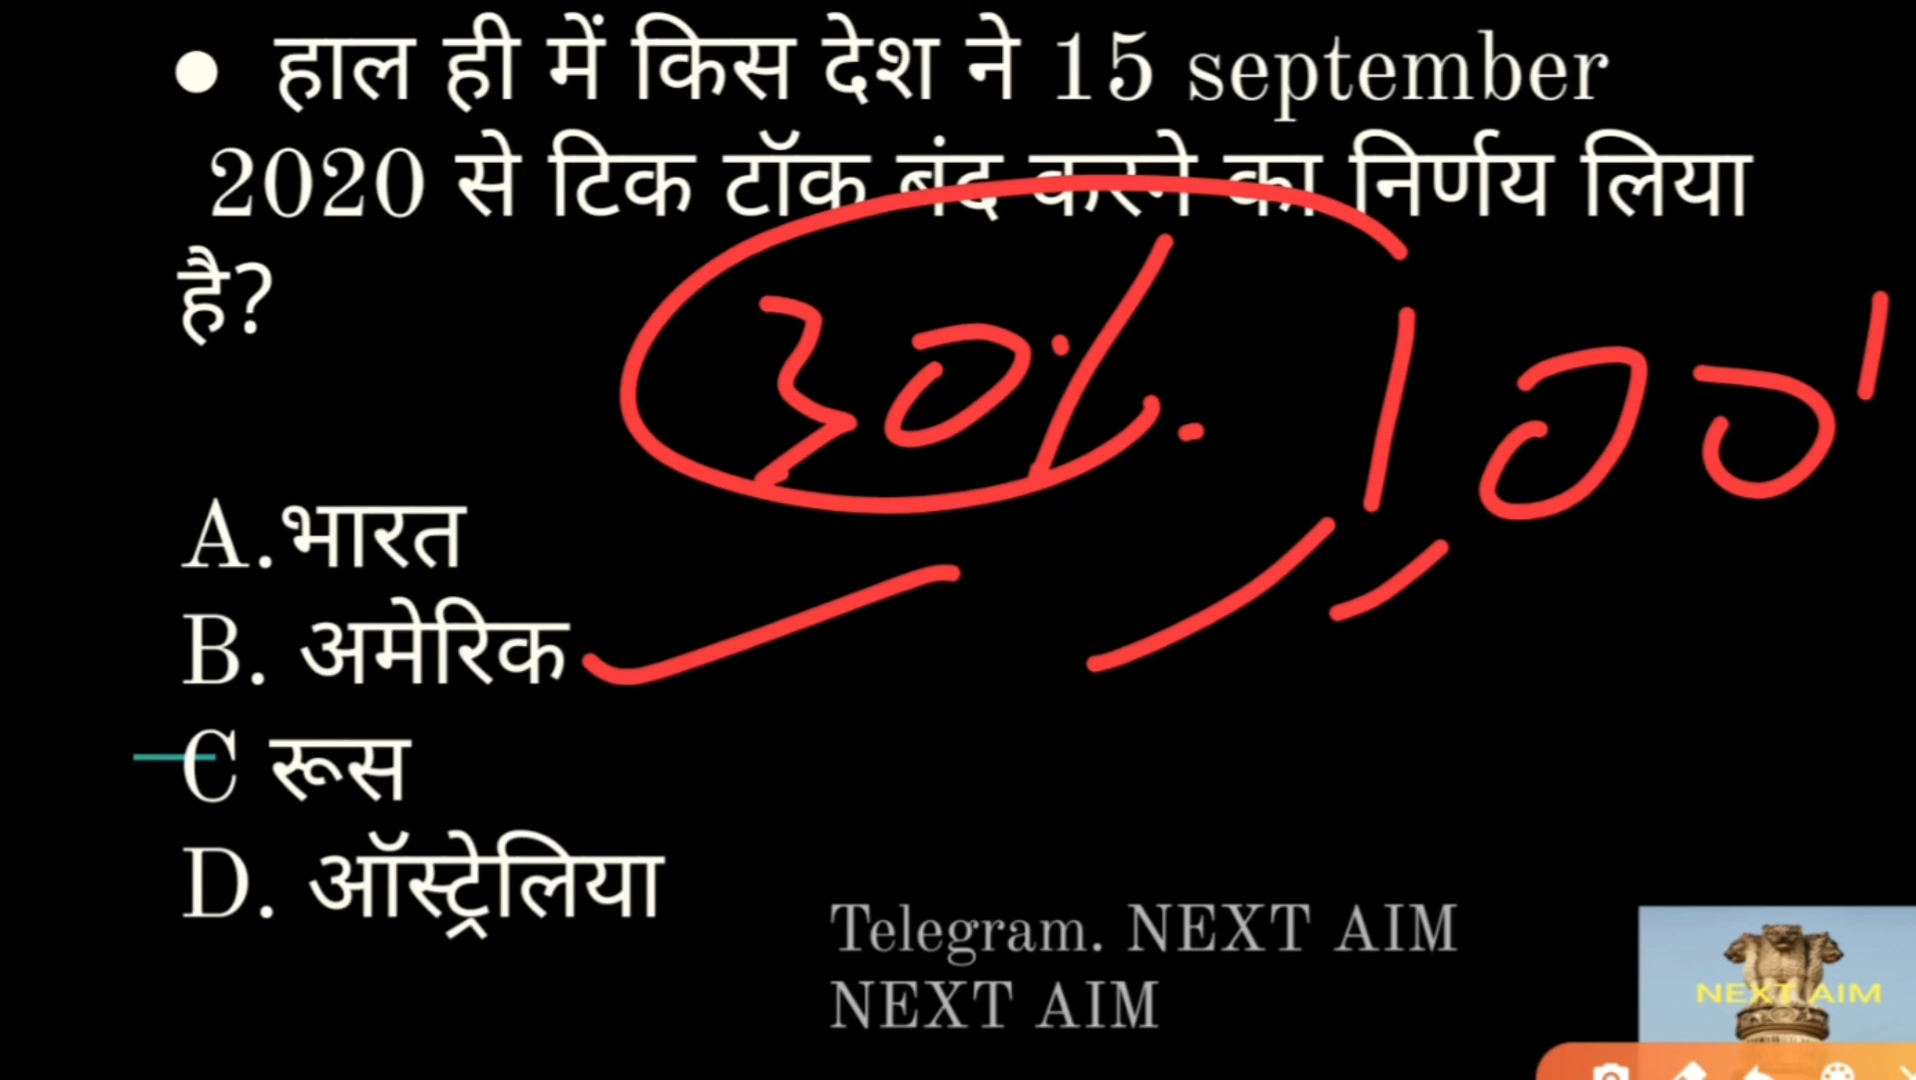 ● हाल ही में किस देश ने 15 september
2020 से टिक टॉक बंद करने का निर्णय लिया
है?
30%.
100'
A.भारत
B. अमेरिक
C रूस
D. ऑस्ट्रेलिया
Telegram. NEXT AIM
NEXT AIM
NEXT AIM